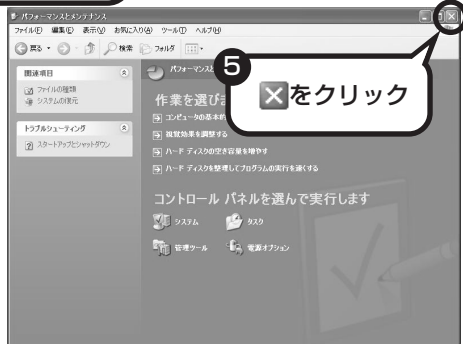 パフォーマンスとメンテナンス
ファイル(F) 編集(E) 表示(V) お気に入り(A) ツール(T) ヘルプ(H)
戻る 検索 フォルダ
関連項目
ファイルの種類
システムの復元
トラブルシューティング
スタートアップとシャットダウン
パフォーマンスと
作業を選びま
コンピュータの基本的
視覚効果を調整する
ハード ディスクの空き容量を増やす
ハード ディスクを整理してプログラムの実行を速くする
コントロール パネルを選んで実行します
システム タスク
管理ツール 電源オプション
5
×をクリック